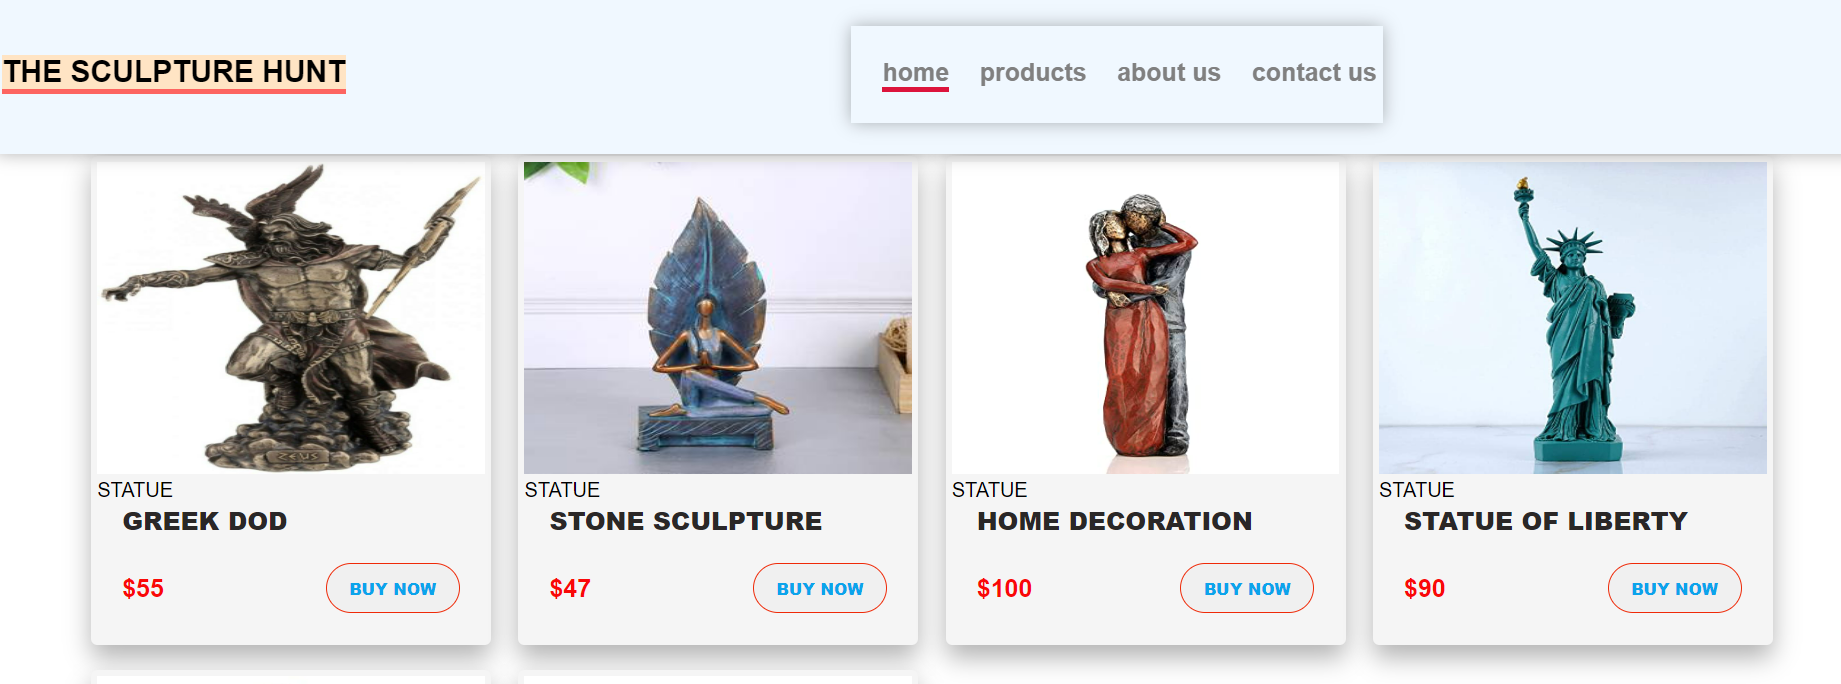 THE SCULPTURE HUNT
home products about us contact us
ZEUS
STATUE
GREEK DOD
$55 BUY NOW
STATUE
STONE SCULPTURE
$47 BUY NOW
STATUE
HOME DECORATION
$100 BUY NOW
STATUE
STATUE OF LIBERTY
$90 BUY NOW